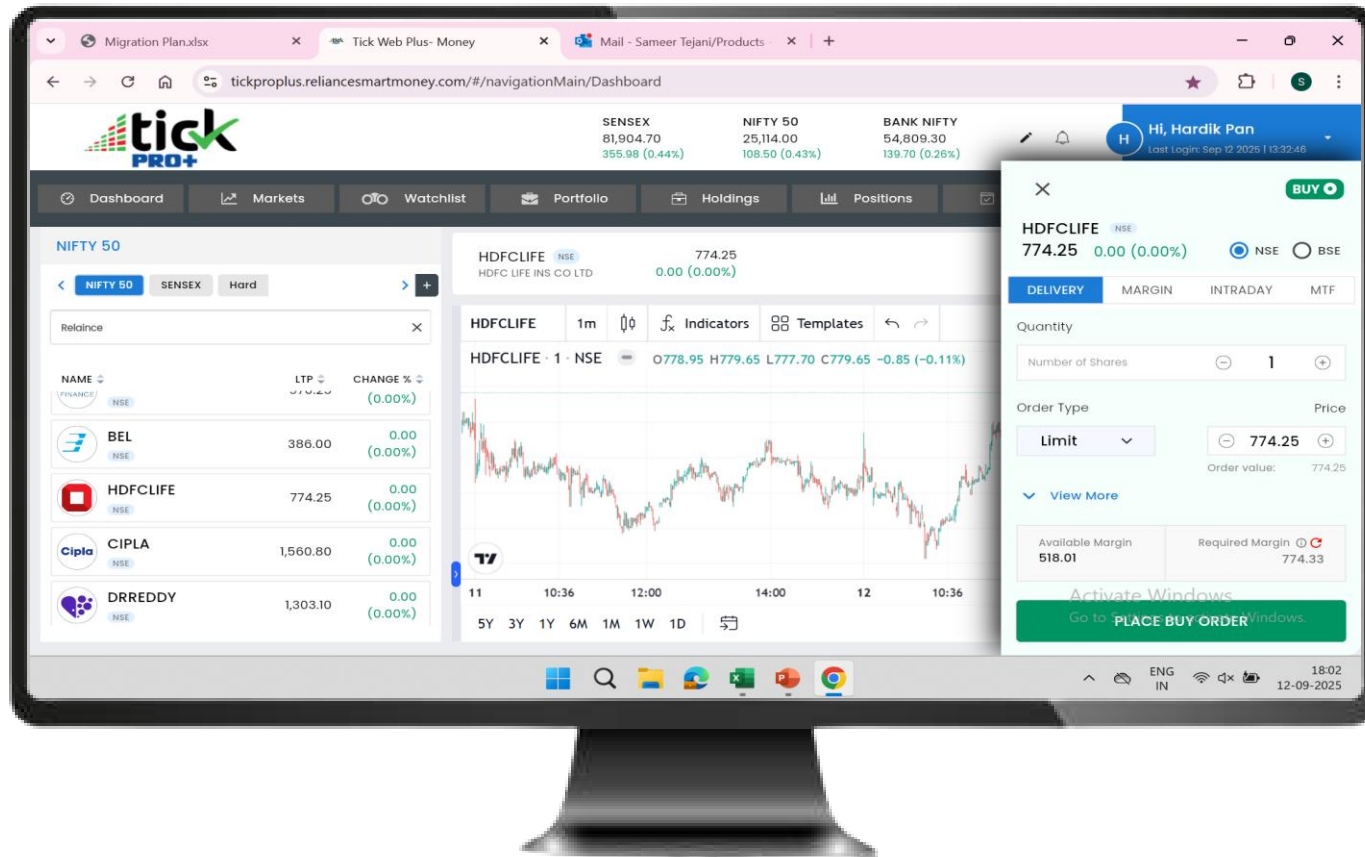 Migration Plan.xlsx
Tick Web Plus- Money
Mail - Sameer Tejani/Products
tickproplus.reliancesmartmoney.com/#/navigationMain/Dashboard
S
tick
PRO+
SENSEX
81,904.70
355.98 (0.44%)
NIFTY 50
25,114.00
108.50 (0.43%)
BANK NIFTY
54,809.30
139.70 (0.26%)
H
Hi, Hardik Pan
Last Login: Sep 12 2025 | 13:32:46
Dashboard
Markets
Watchlist
Portfolio
Holdings
Positions
NIFTY 50
NIFTY 50 SENSEX Hard
+
Relaince
NAME LTP CHANGE %
FINANCE
NSE
(0.00%)
BEL
NSE
386.00
0.00
(0.00%)
HDFCLIFE
NSE
774.25
0.00
(0.00%)
Cipla
CIPLA
NSE
1,560.80
0.00
(0.00%)
DRREDDY
NSE
1,303.10
0.00
(0.00%)
HDFCLIFE NSE
HDFC LIFE INS CO LTD
774.25
0.00 (0.00%)
HDFCLIFE 1m fx Indicators Templates
HDFCLIFE · 1 · NSE O778.95 H779.65 L777.70 C779.65 −0.85 (−0.11%)
11 10:36 12:00 14:00 12 10:36
5Y 3Y 1Y 6M 1M 1W 1D
BUY
HDFCLIFE NSE
774.25 0.00 (0.00%) NSE BSE
DELIVERY MARGIN INTRADAY MTF
Quantity
Number of Shares 1
Order Type Price
Limit 774.25
Order value: 774.25
View More
Available Margin
518.01
Required Margin
774.33
Activate Windows
PLACE BUY ORDER
ENG
IN
18:02
12-09-2025